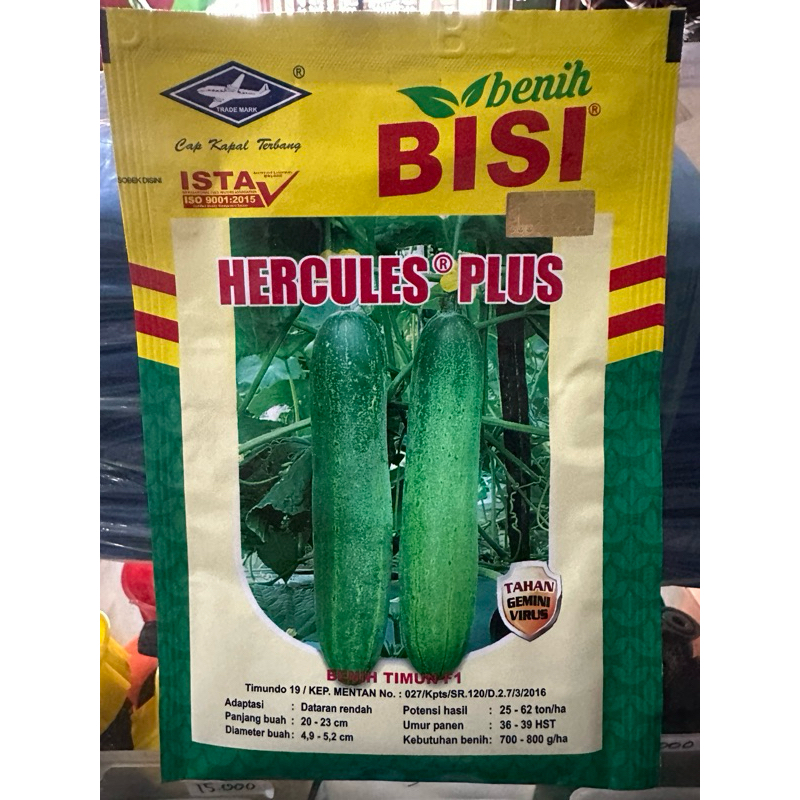 benih
BISI®
®
TRADE MARK
Cap Kapal Terbang
SOBEK DISINI
ISTA
ISO 9001:2015
HERCULES® PLUS
TAHAN
GEMINI
VIRUS
BENIH TIMUN F1
Timundo 19 / KEP. MENTAN No. : 027/Kpts/SR.120/D.2.7/3/2016
Adaptasi : Dataran rendah
Panjang buah : 20 - 23 cm
Diameter buah : 4,9 - 5,2 cm
Potensi hasil : 25 - 62 ton/ha
Umur panen : 36 - 39 HST
Kebutuhan benih : 700 - 800 g/ha
15.000